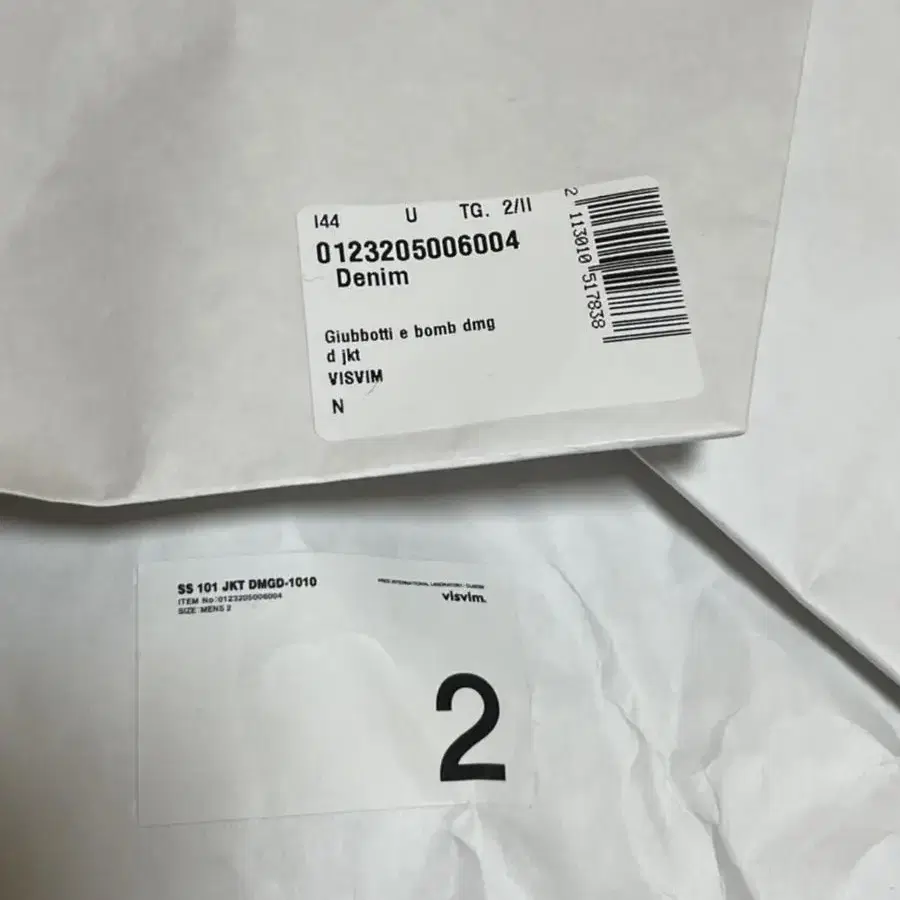 I44 U TG. 2/II
0123205006004
Denim
Giubbotti e bomb dmg
d jkt
VISVIM
N
2 113010 517838
SS 101 JKT DMGD-1010
ITEM No:0123205006004
SIZE:MENS 2
visvim.
2